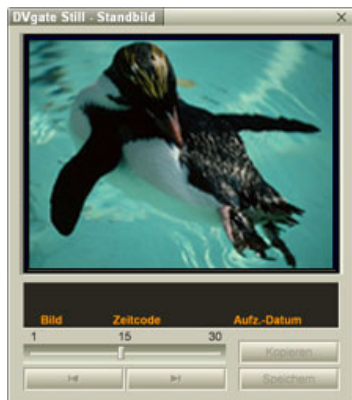 DVgate Still - Standbild
Bild Zeitcode Aufz.-Datum
1 15 30
Kopieren
Speichern